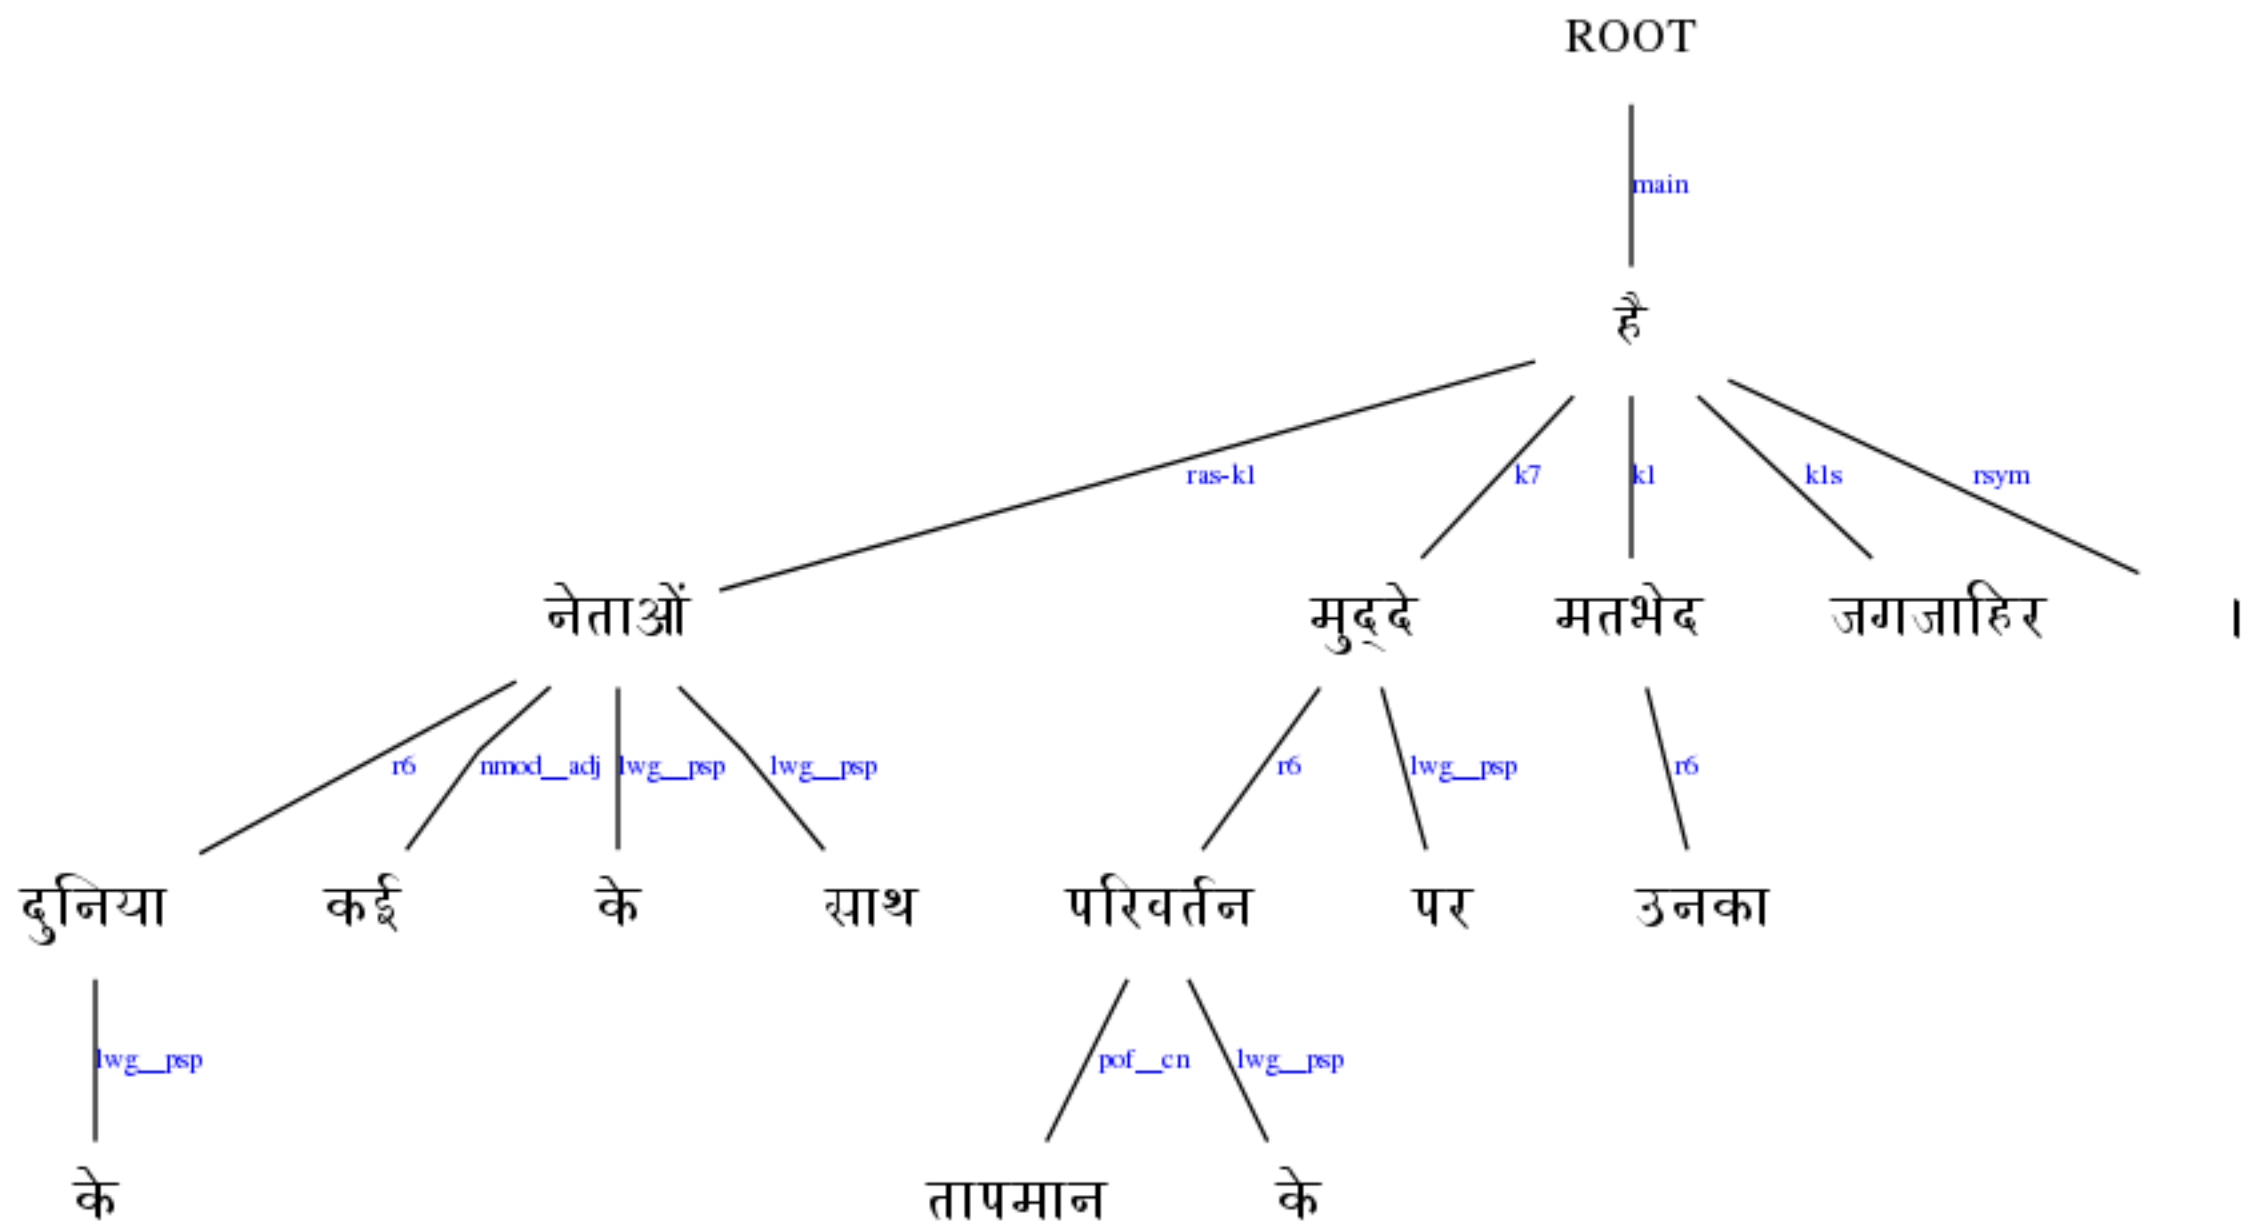 ROOT
main
है
ras-k1 k7 k1 k1s rsym
नेताओं मुद्दे मतभेद जगजाहिर ।
r6 nmod__adj lwg__psp lwg__psp r6 lwg__psp r6
दुनिया कई के साथ परिवर्तन पर उनका
lwg__psp pof__cn lwg__psp
के तापमान के